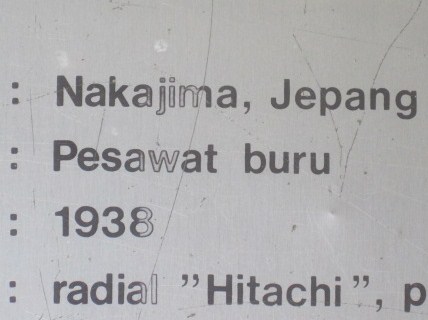 : Nakajima, Jepang
: Pesawat buru
: 1938
: radial "Hitachi", p